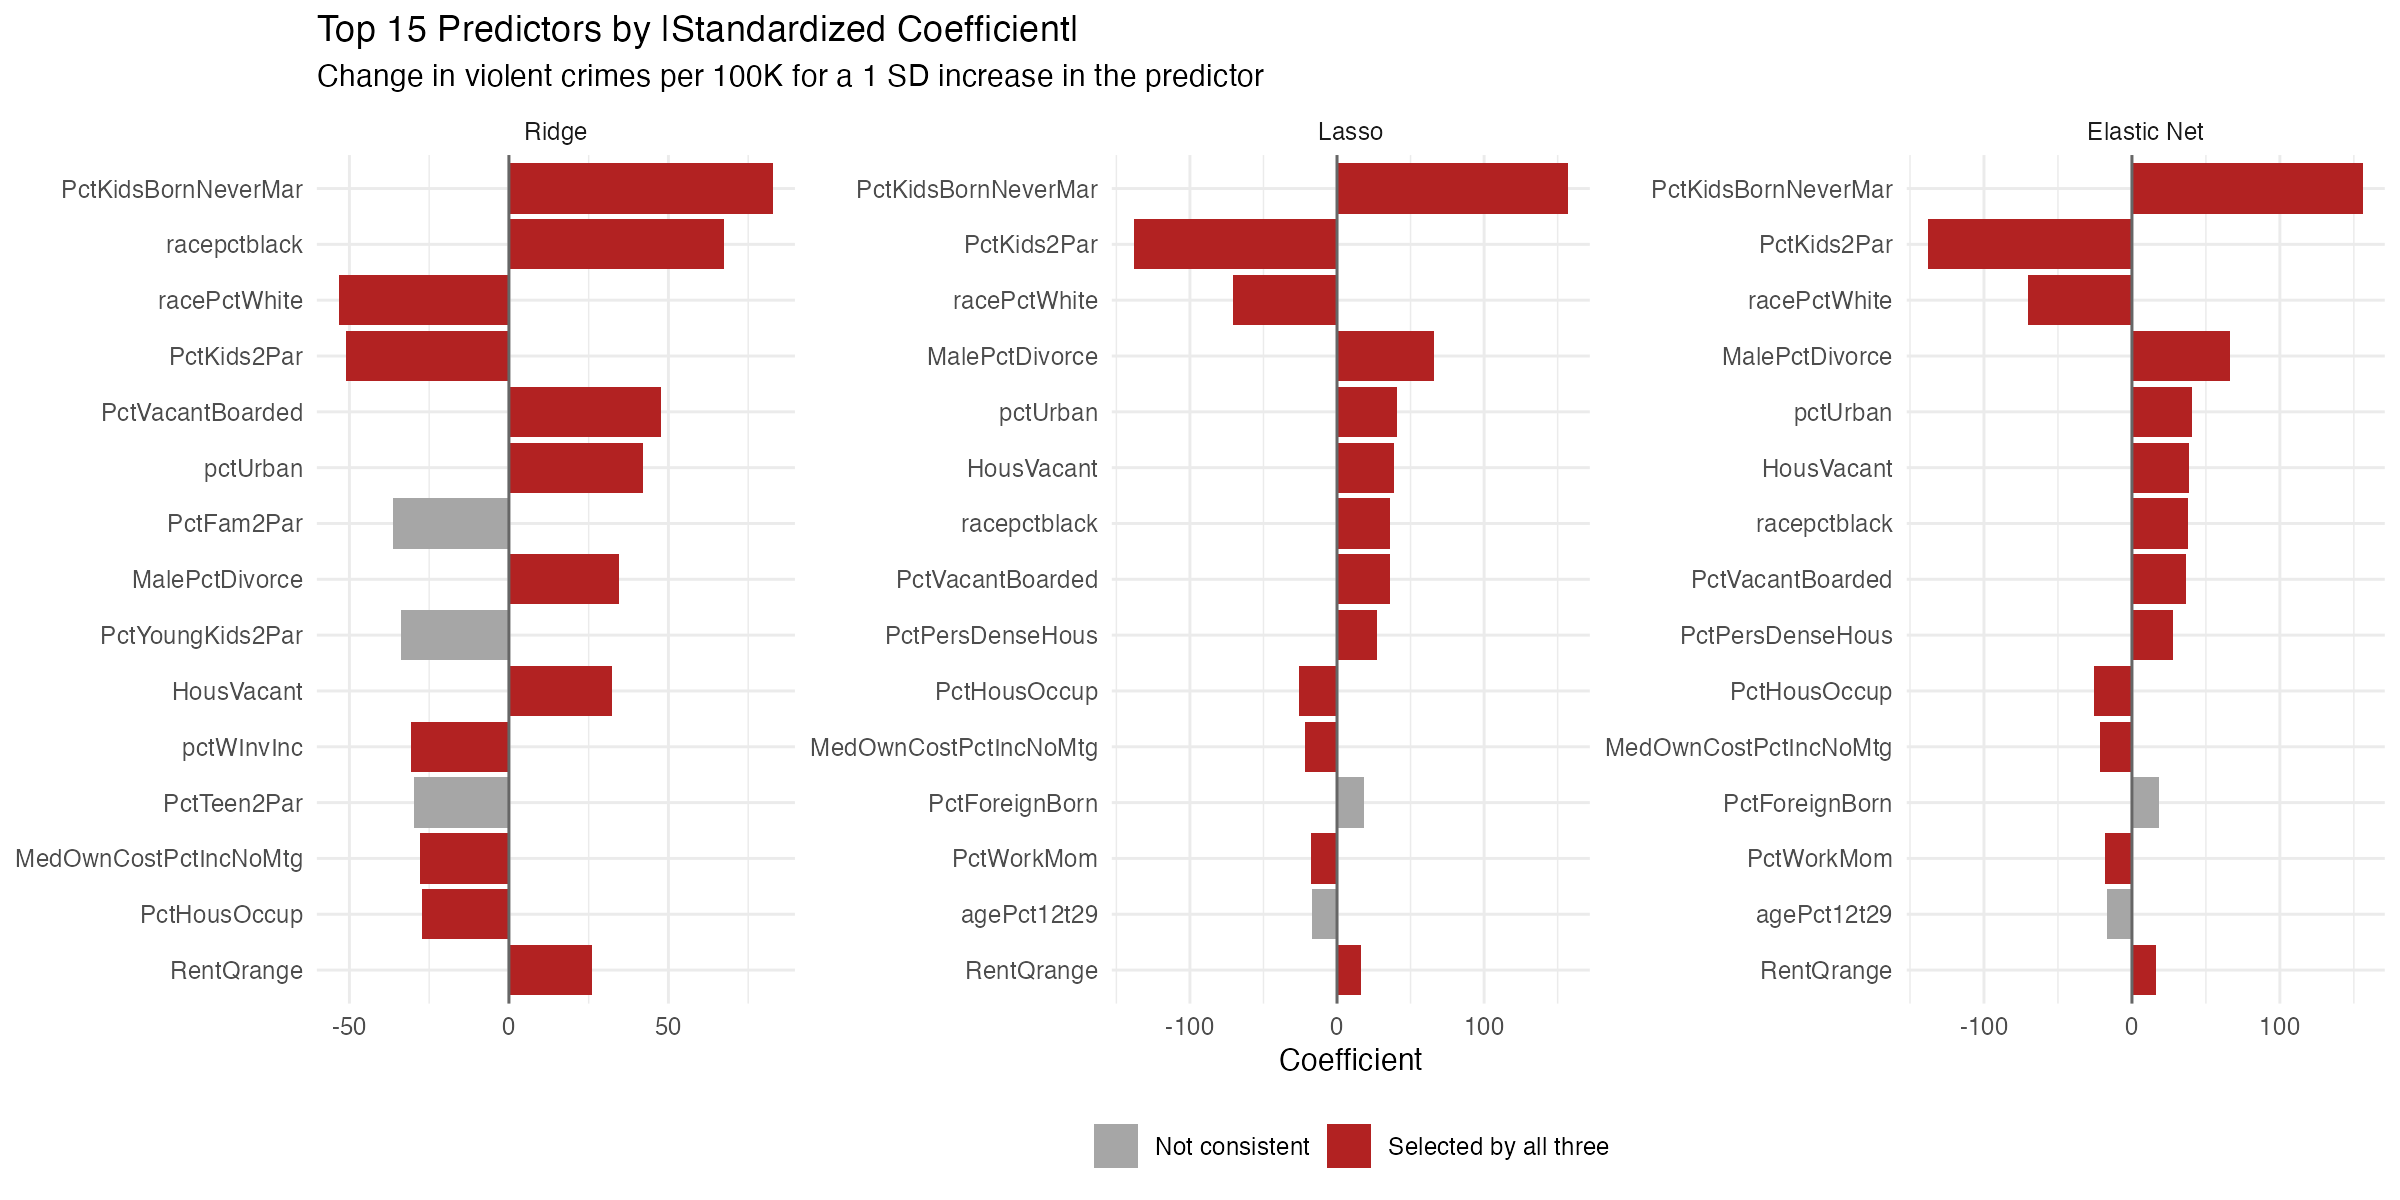 Top 15 Predictors by |Standardized Coefficient|
Change in violent crimes per 100K for a 1 SD increase in the predictor
Ridge
PctKidsBornNeverMar
racepctblack
racePctWhite
PctKids2Par
PctVacantBoarded
pctUrban
PctFam2Par
MalePctDivorce
PctYoungKids2Par
HousVacant
pctWInvInc
PctTeen2Par
MedOwnCostPctIncNoMtg
PctHousOccup
RentQrange
-50 0 50
Lasso
PctKidsBornNeverMar
PctKids2Par
racePctWhite
MalePctDivorce
pctUrban
HousVacant
racepctblack
PctVacantBoarded
PctPersDenseHous
PctHousOccup
MedOwnCostPctIncNoMtg
PctForeignBorn
PctWorkMom
agePct12t29
RentQrange
-100 0 100
Elastic Net
PctKidsBornNeverMar
PctKids2Par
racePctWhite
MalePctDivorce
pctUrban
HousVacant
racepctblack
PctVacantBoarded
PctPersDenseHous
PctHousOccup
MedOwnCostPctIncNoMtg
PctForeignBorn
PctWorkMom
agePct12t29
RentQrange
-100 0 100
Coefficient
Not consistent Selected by all three